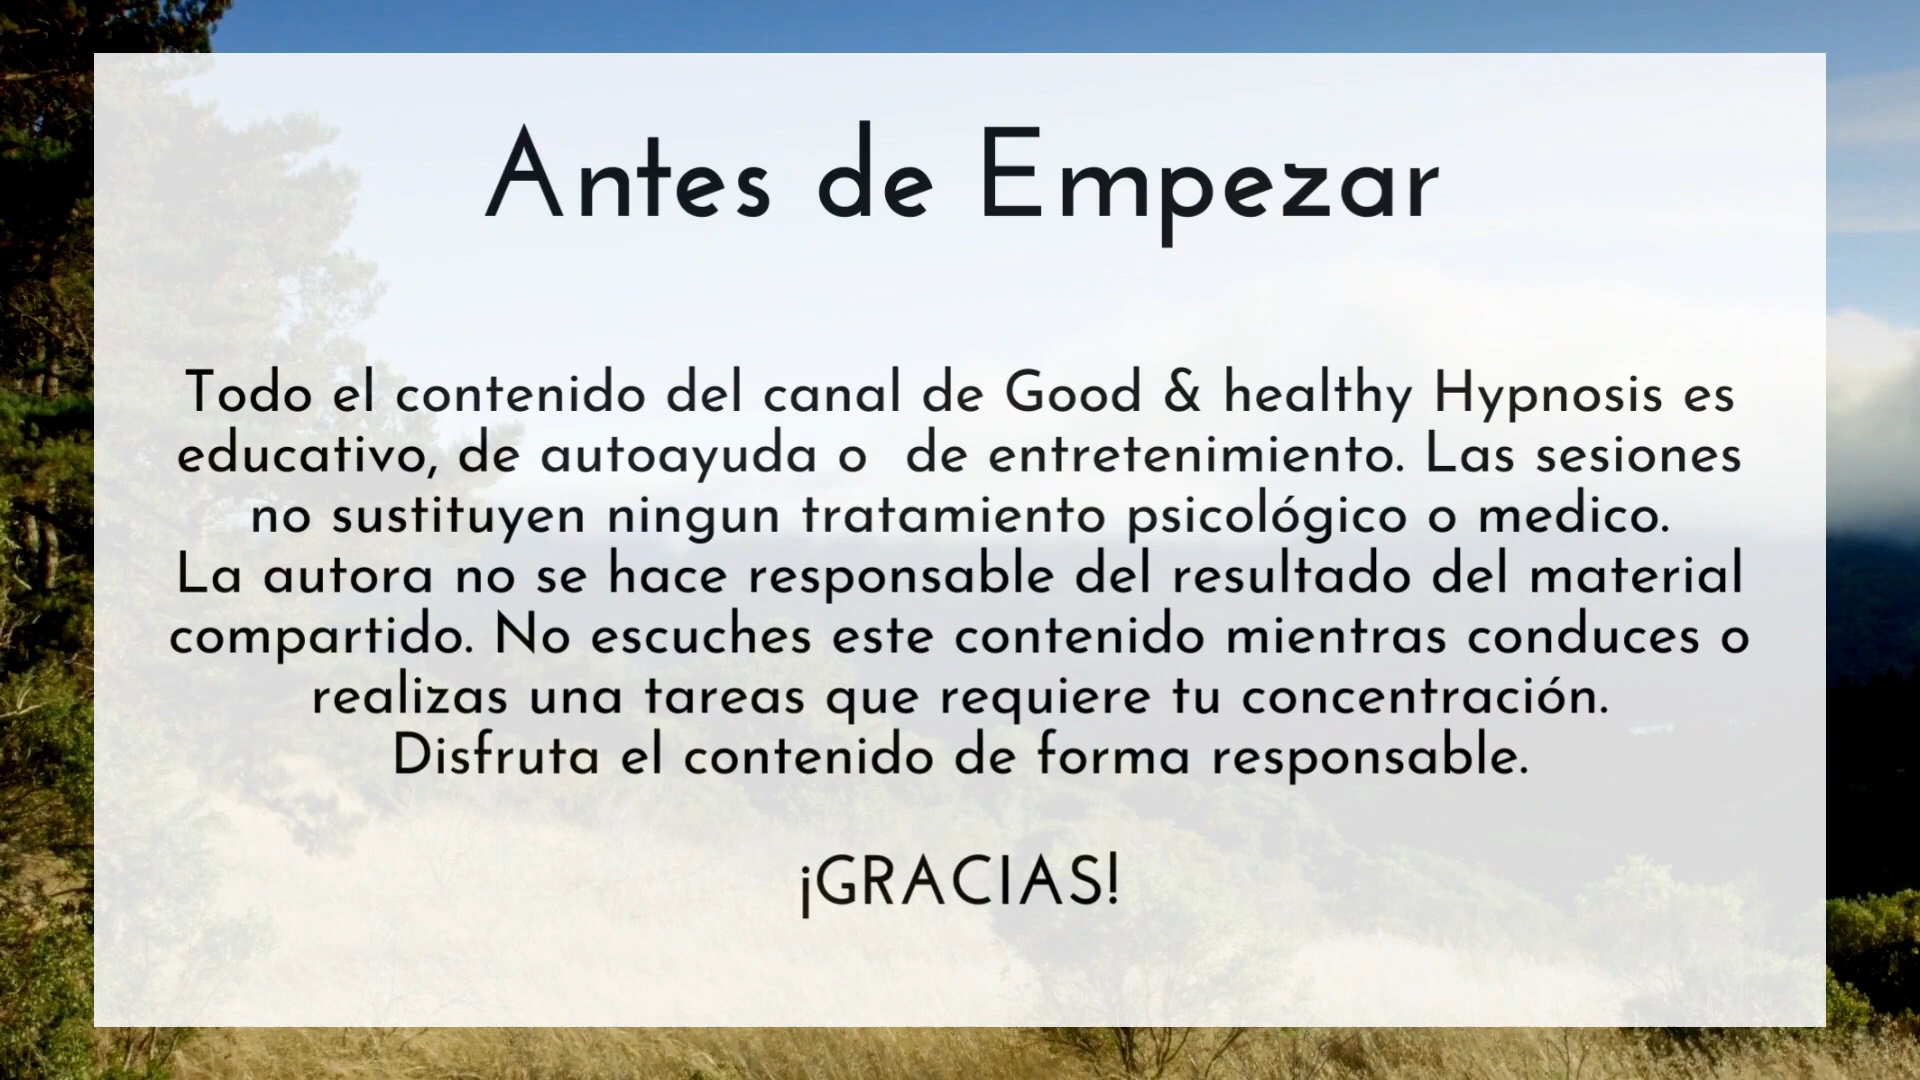 Antes de Empezar
Todo el contenido del canal de Good & healthy Hypnosis es
educativo, de autoayuda o  de entretenimiento. Las sesiones
no sustituyen ningun tratamiento psicológico o medico.
La autora no se hace responsable del resultado del material
compartido. No escuches este contenido mientras conduces o
realizas una tareas que requiere tu concentración.
Disfruta el contenido de forma responsable.
¡GRACIAS!